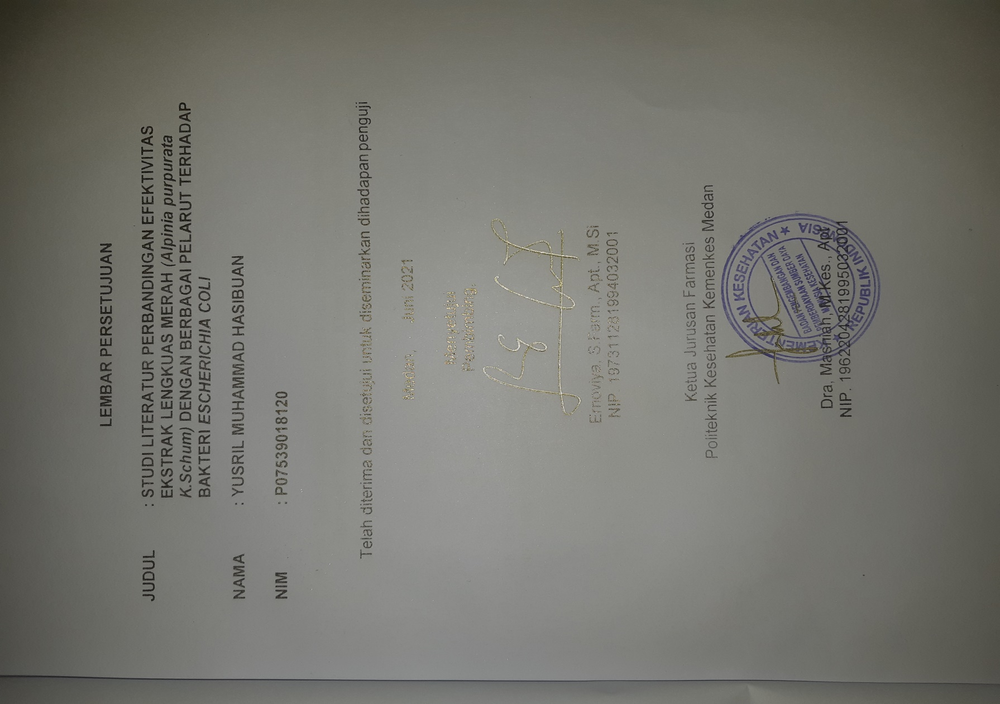 LEMBAR PERSETUJUAN
JUDUL : STUDI LITERATUR PERBANDINGAN EFEKTIVITAS
EKSTRAK LENGKUAS MERAH (Alpinia purpurata
K.Schum) DENGAN BERBAGAI PELARUT TERHADAP
BAKTERI ESCHERICHIA COLI
NAMA : YUSRIL MUHAMMAD HASIBUAN
NIM : P07539018120
Telah diterima dan disetujui untuk diseminarkan dihadapan penguji
Medan, Juni 2021
Menyetujui
Pembimbing,
Ernoviya, S.Farm., Apt., M.Si
NIP. 197311281994032001
Ketua Jurusan Farmasi
Politeknik Kesehatan Kemenkes Medan
KEMENTERIAN KESEHATAN
BADAN PENGEMBANGAN DAN
PEMBERDAYAAN SUMBER DAYA
MANUSIA KESEHATAN
REPUBLIK INDONESIA
Dra, Masniah, M.Kes., Apt
NIP. 196220428199503 2001